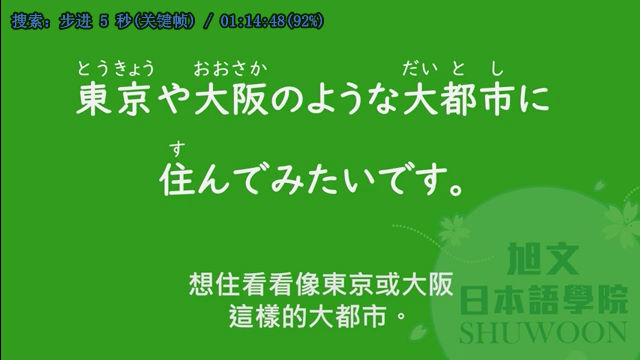 搜索: 步进 5 秒(关键帧) / 01:14:48(92%)
とうきょう おおさか だいとし
東京や大阪のような大都市に
す
住んでみたいです。
想住看看像東京或大阪
這樣的大都市。
旭文
日本語學院
SHUWOON